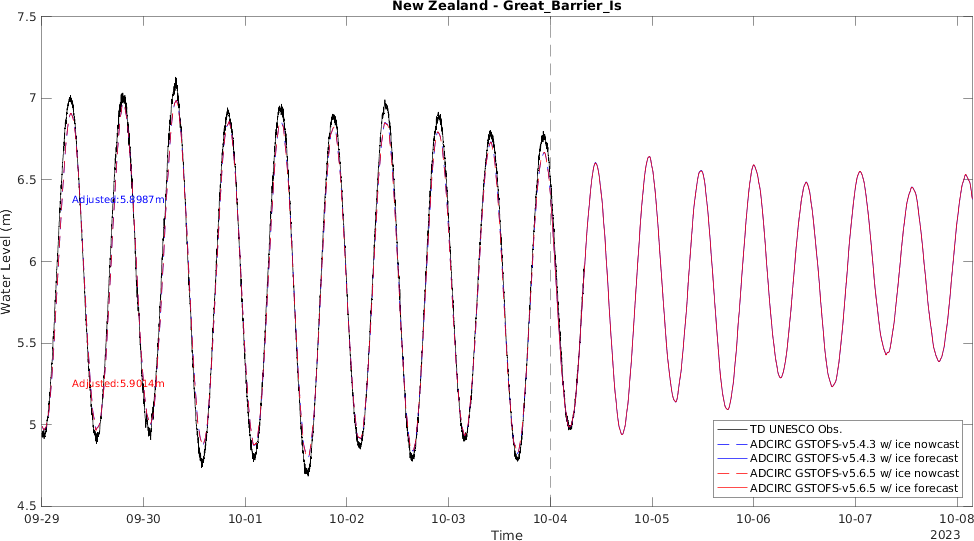 New Zealand - Great_Barrier_Is
7.5
7
6.5
6
5.5
5
4.5
Water Level (m)
Adjusted:5.8987m
Adjusted:5.9014m
TD UNESCO Obs.
ADCIRC GSTOFS-v5.4.3 w/ ice nowcast
ADCIRC GSTOFS-v5.4.3 w/ ice forecast
ADCIRC GSTOFS-v5.6.5 w/ ice nowcast
ADCIRC GSTOFS-v5.6.5 w/ ice forecast
09-29 09-30 10-01 10-02 10-03 10-04 10-05 10-06 10-07 10-08
2023
Time